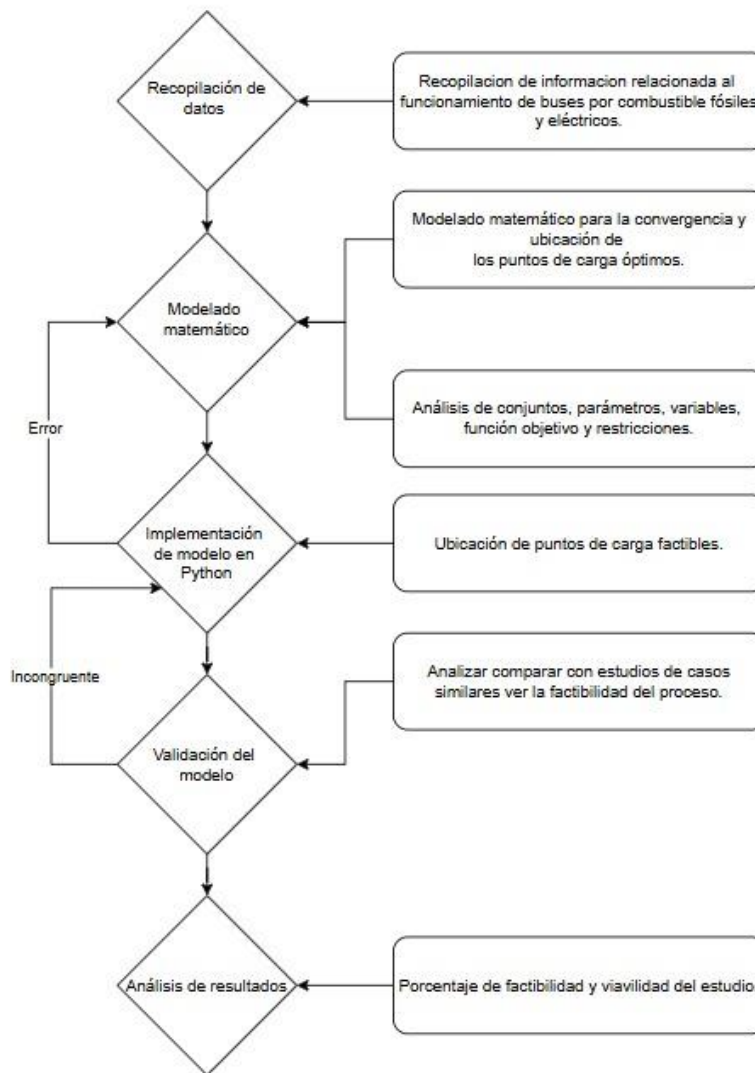 Recopilación de
datos
Recopilacion de informacion relacionada al
funcionamiento de buses por combustible fósiles
y eléctricos.
Modelado matemático para la convergencia y
ubicación de
los puntos de carga óptimos.
Modelado
matemático
Análisis de conjuntos, parámetros, variables,
función objetivo y restricciones.
Error
Implementación
de modelo en
Python
Ubicación de puntos de carga factibles.
Incongruente
Analizar comparar con estudios de casos
similares ver la factibilidad del proceso.
Validación del
modelo
Análisis de resultados
Porcentaje de factibilidad y viavilidad del estudio